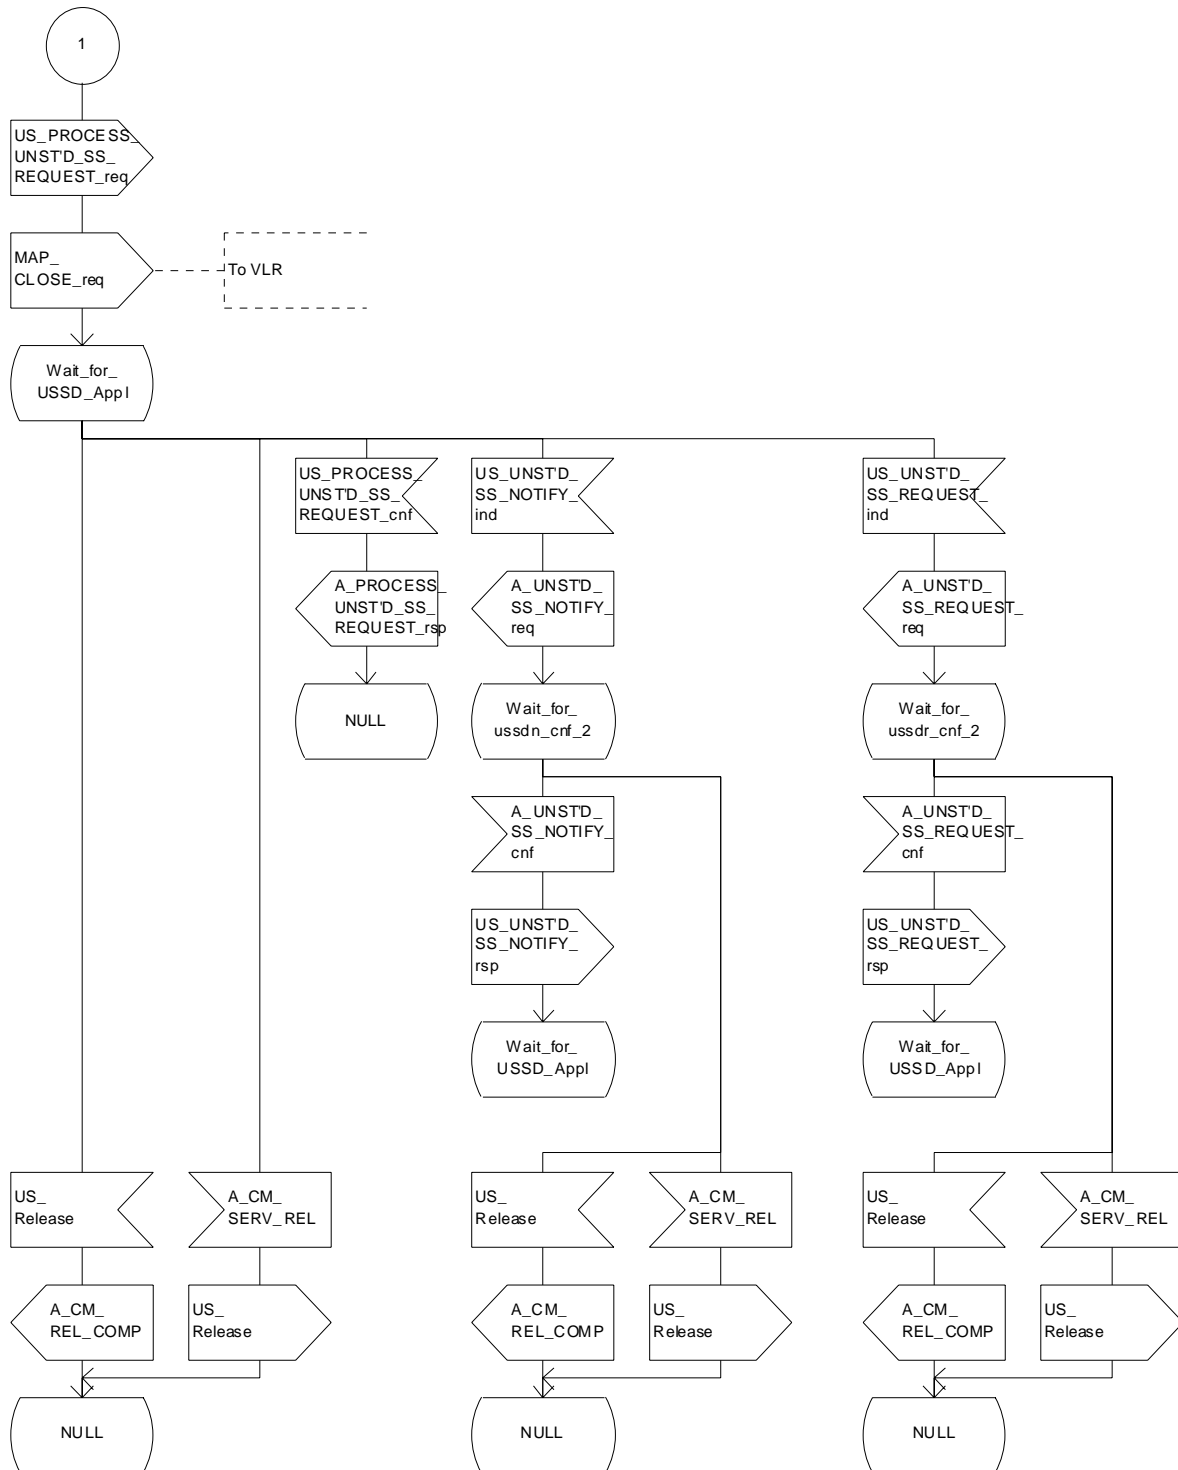 1
US_PROCESS_
UNST'D_SS_
REQUEST_req
MAP_
CLOSE_req
To VLR
Wait_for_
USSD_Appl
US_PROCESS_
UNST'D_SS_
REQUEST_cnf
US_UNST'D_
SS_NOTIFY_
ind
US_UNST'D_
SS_REQUEST_
ind
A_PROCESS_
UNST'D_SS_
REQUEST_rsp
A_UNST'D_
SS_NOTIFY_
req
A_UNST'D_
SS_REQUEST_
req
NULL
Wait_for_
ussdn_cnf_2
Wait_for_
ussdr_cnf_2
A_UNST'D_
SS_NOTIFY_
cnf
A_UNST'D_
SS_REQUEST_
cnf
US_UNST'D_
SS_NOTIFY_
rsp
US_UNST'D_
SS_REQUEST_
rsp
Wait_for_
USSD_Appl
Wait_for_
USSD_Appl
US_
Release
A_CM_
SERV_REL
US_
Release
A_CM_
SERV_REL
US_
Release
A_CM_
SERV_REL
A_CM_
REL_COMP
US_
Release
A_CM_
REL_COMP
US_
Release
A_CM_
REL_COMP
US_
Release
NULL
NULL
NULL